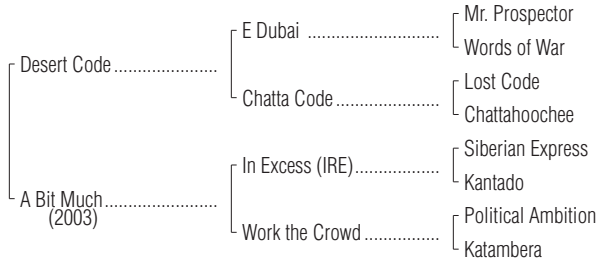 Mr. Prospector
E Dubai ..........................
Words of War
Desert Code.....................
Lost Code
Chatta Code.....................
Chattahoochee
Siberian Express
In Excess (IRE).................
Kantado
A Bit Much.......................
(2003)
Political Ambition
Work the Crowd ...............
Katambera